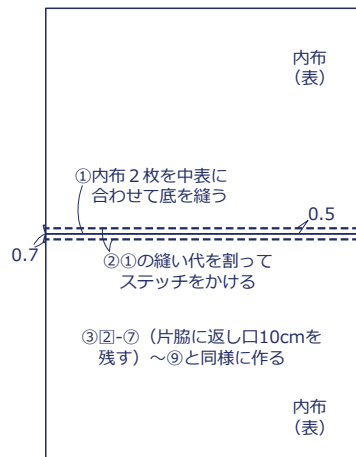 内布
（表）
①内布２枚を中表に
合わせて底を縫う
0.5
0.7
②①の縫い代を割って
ステッチをかける
③２-⑦（片脇に返し口10cmを
残す）～⑨と同様に作る
内布
（表）